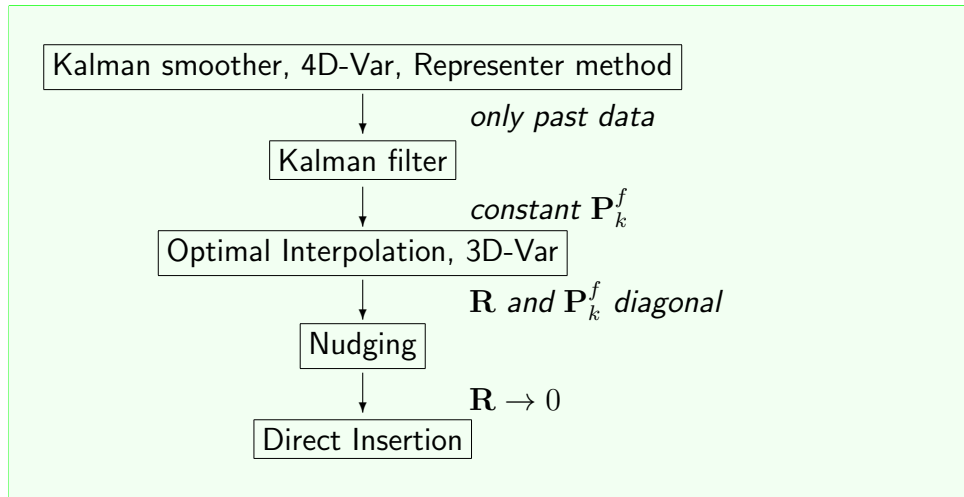 Kalman smoother, 4D-Var, Representer method
only past data
Kalman filter
constant P_k^f
Optimal Interpolation, 3D-Var
R and P_k^f diagonal
Nudging
R → 0
Direct Insertion